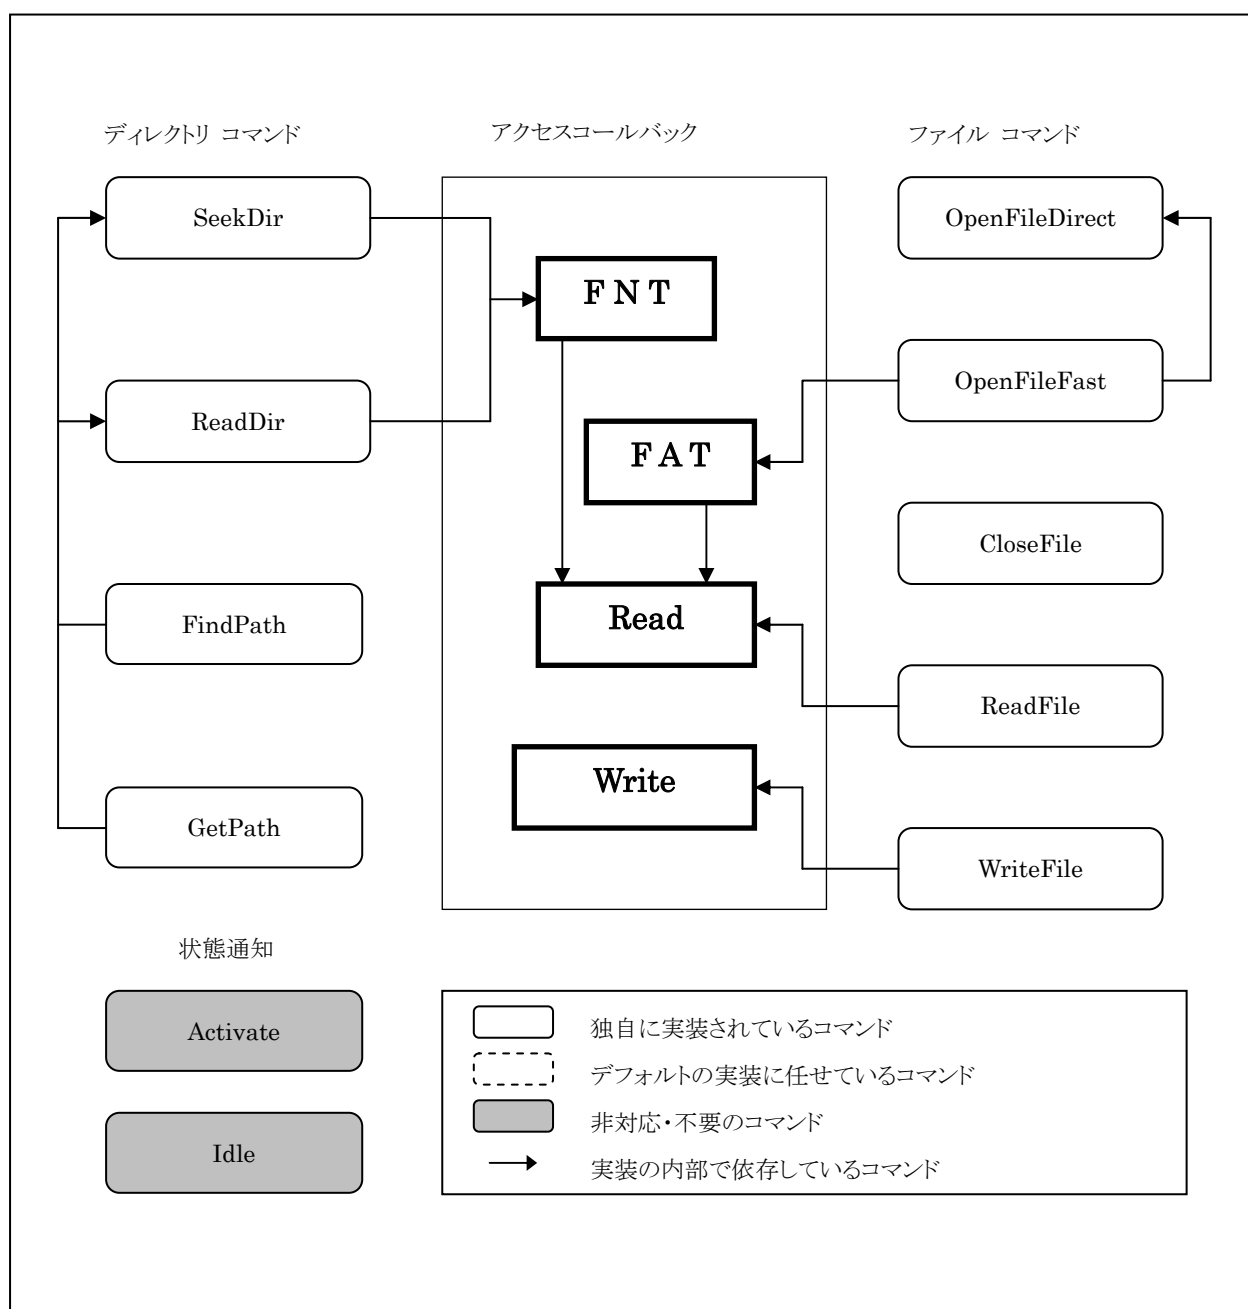 ディレクトリ コマンド
アクセスコールバック
ファイル コマンド
SeekDir
OpenFileDirect
FNT
OpenFileFast
ReadDir
FAT
CloseFile
FindPath
Read
ReadFile
Write
GetPath
WriteFile
状態通知
Activate
Idle
独自に実装されているコマンド
デフォルトの実装に任せているコマンド
非対応・不要のコマンド
実装の内部で依存しているコマンド